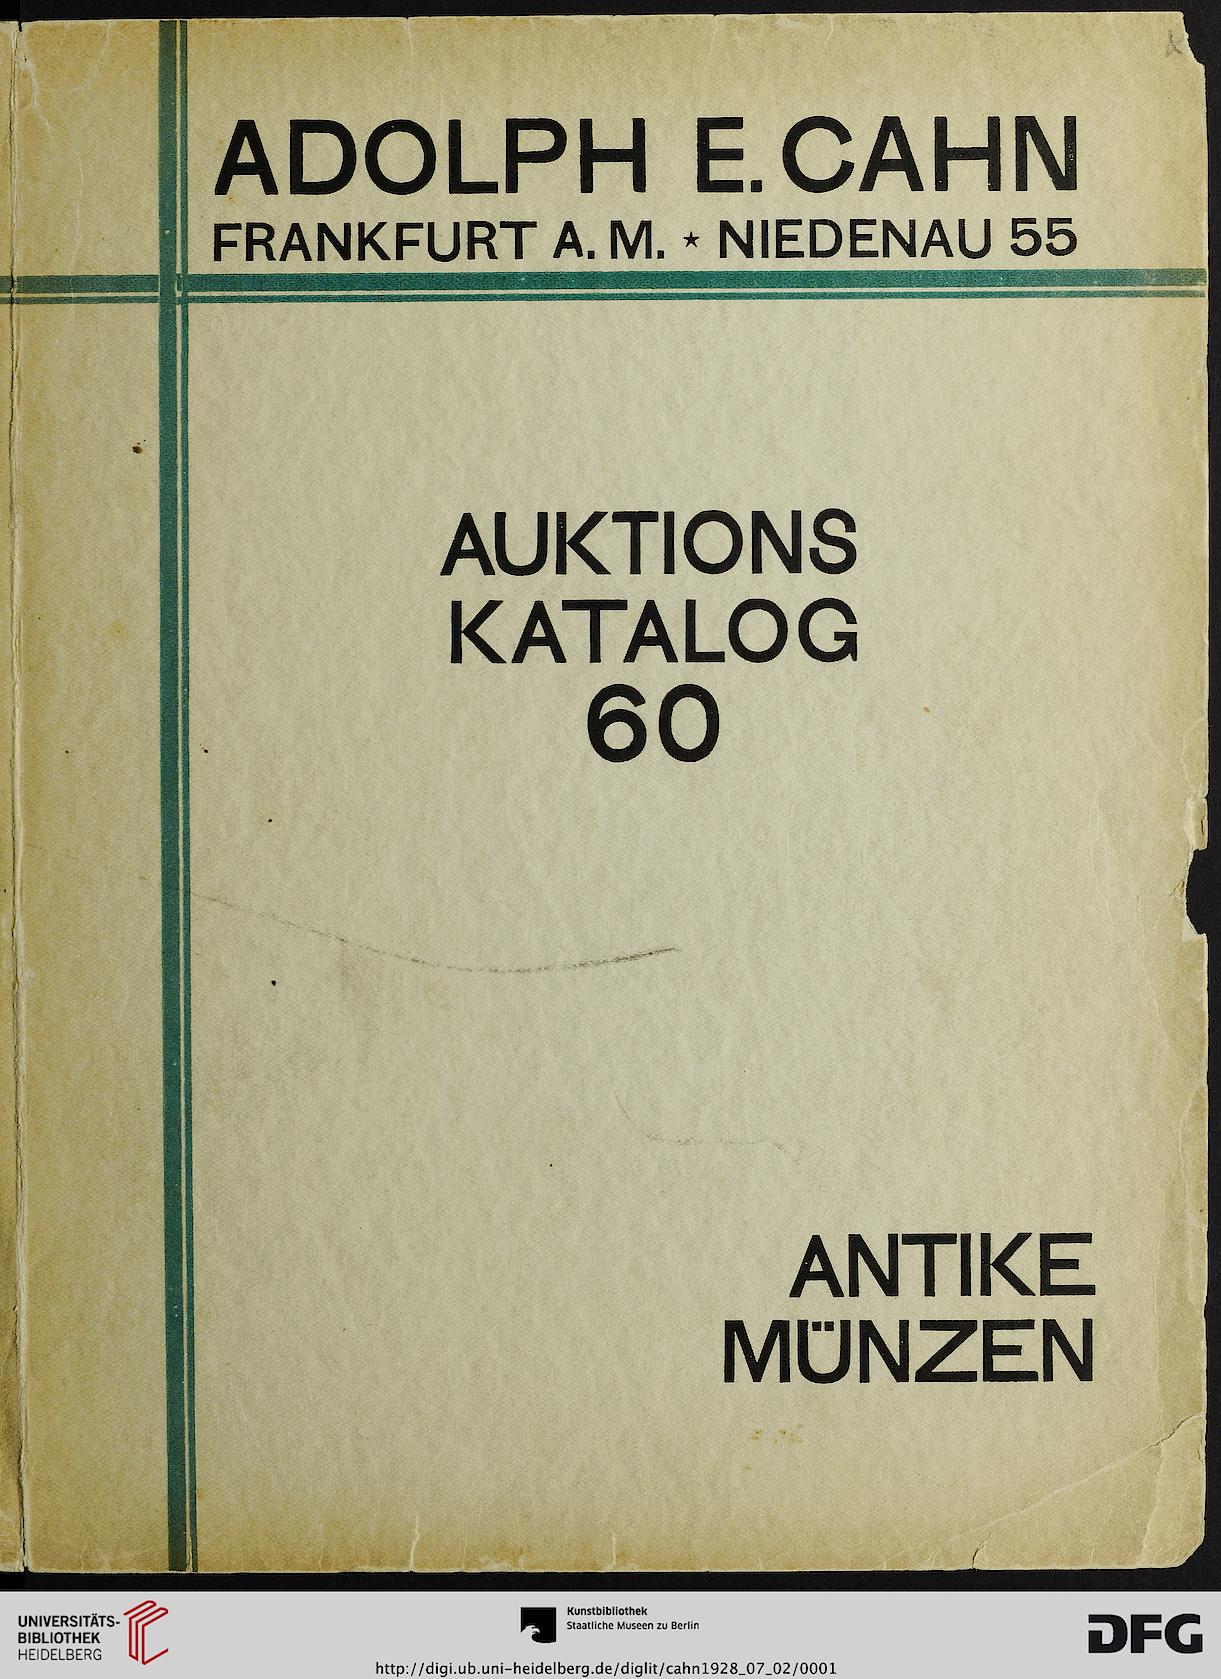 ADOLPH E. CAHN
FRANKFURT A. M. ★ NIEDENAU 55
AUKTIONS
KATALOG
60
ANTIKE
MÜNZEN
UNIVERSITÄTS-
BIBLIOTHEK
HEIDELBERG
Kunstbibliothek
Staatliche Museen zu Berlin
DFG
http://digi.ub.uni-heidelberg.de/diglit/cahn1928_07_02/0001